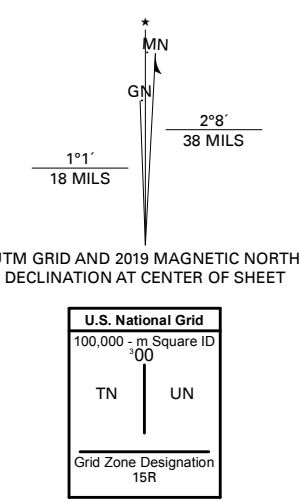 MN
GN
2°8´
38 MILS
1°1´
18 MILS
UTM GRID AND 2019 MAGNETIC NORTH
DECLINATION AT CENTER OF SHEET
U.S. National Grid
100,000 - m Square ID
³00
TN UN
Grid Zone Designation
15R